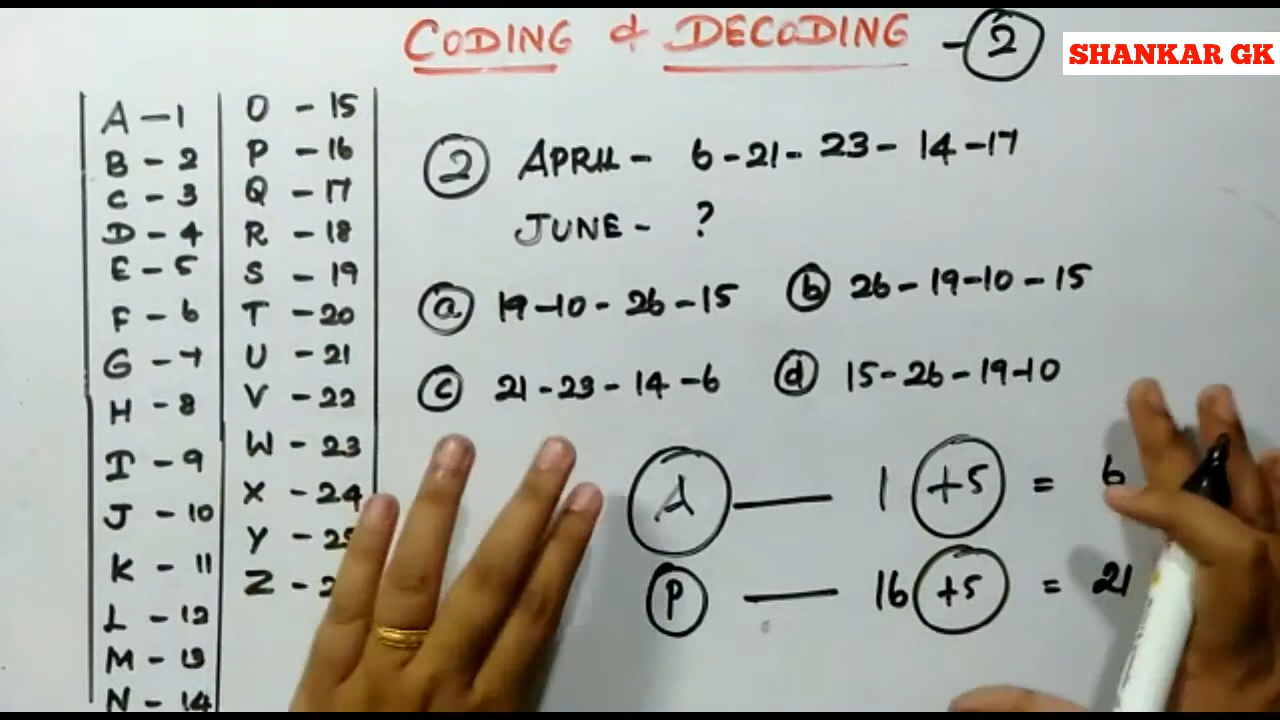 CODING & DECODING - 2
SHANKAR GK
A - 1
B - 2
C - 3
D - 4
E - 5
F - 6
G - 7
H - 8
I - 9
J - 10
K - 11
L - 12
M - 13
N - 14
O - 15
P - 16
Q - 17
R - 18
S - 19
T - 20
U - 21
V - 22
W - 23
X - 24
Y - 25
Z - 2
2 APRIL - 6-21-23-14-17
JUNE - ?
a 19-10-26-15
b 26-19-10-15
c 21-23-14-6
d 15-26-19-10
A — 1 +5 = 6
P — 16 +5 = 21